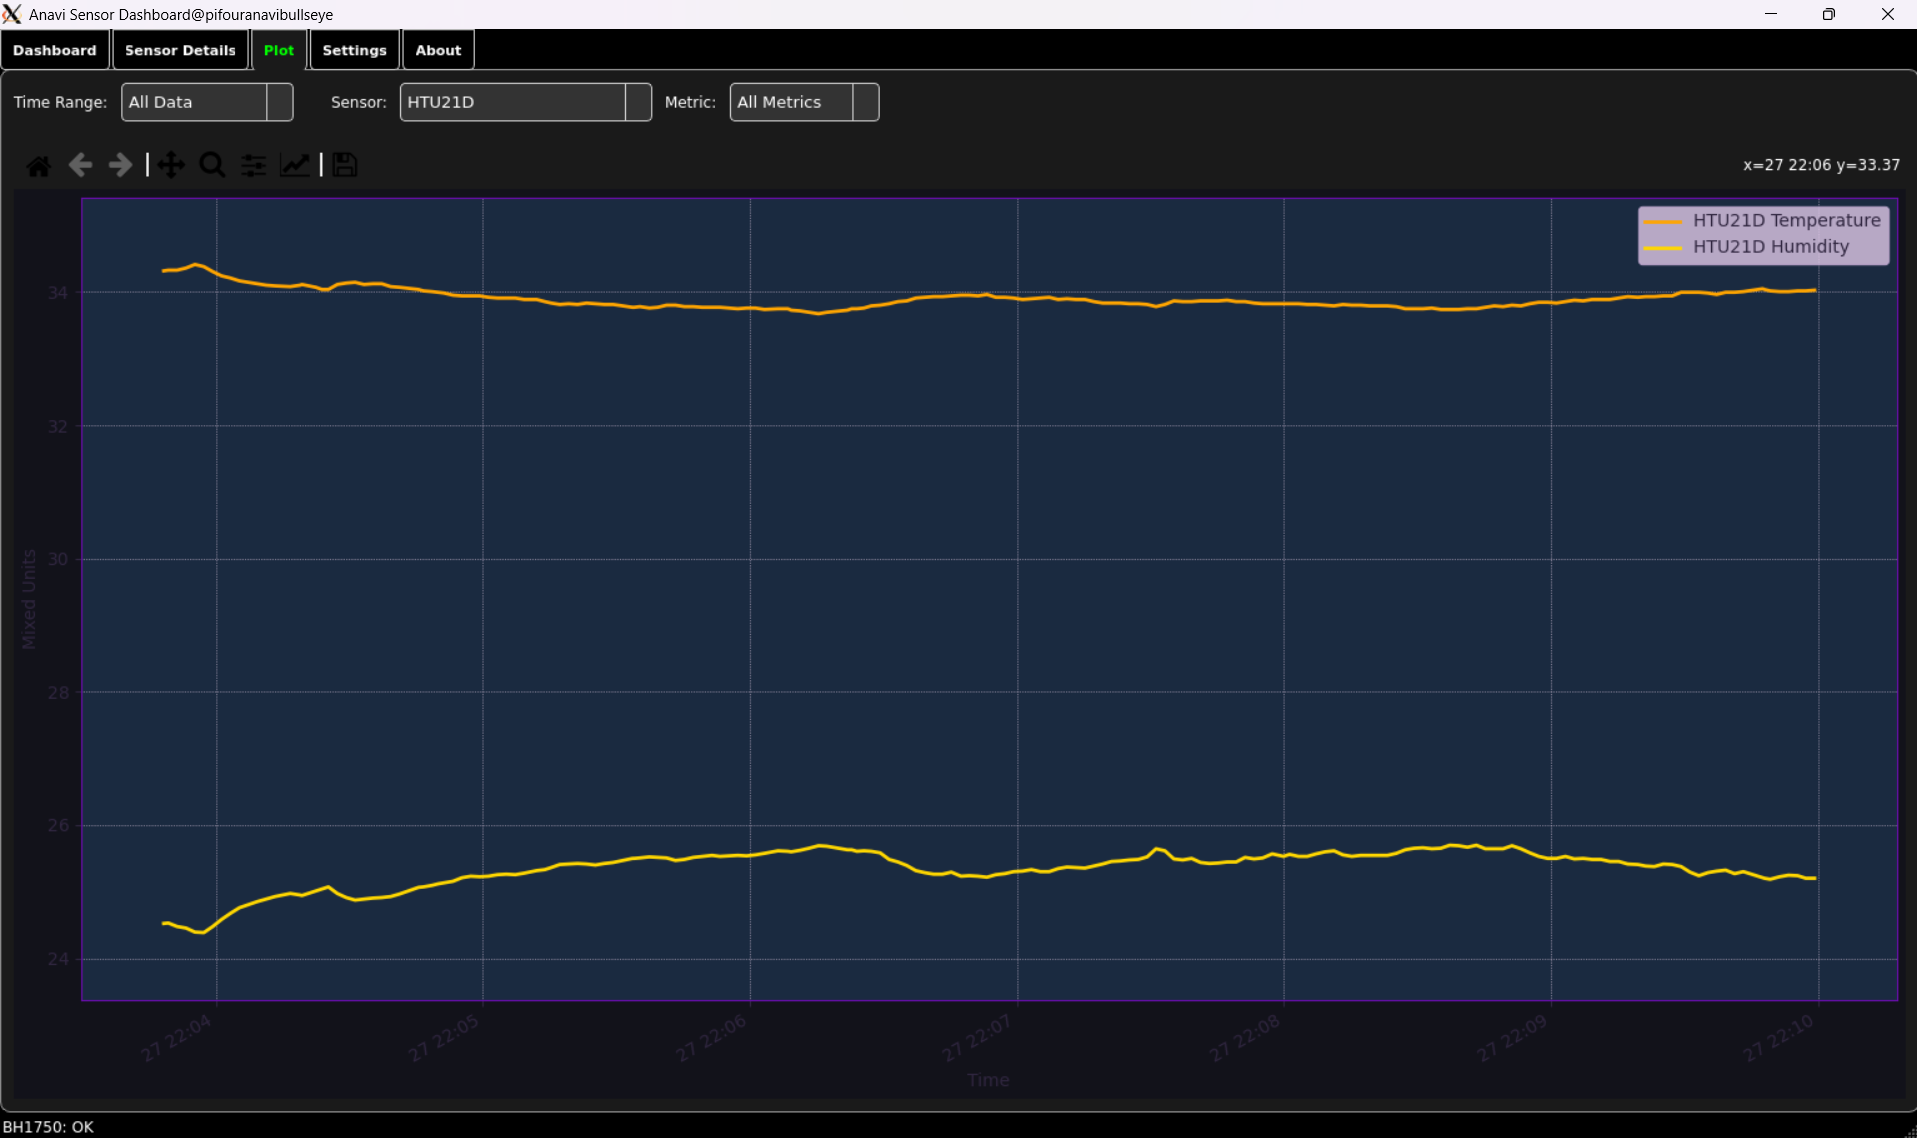 Anavi Sensor Dashboard@pifouranavibullseye
Dashboard Sensor Details Plot Settings About
Time Range: All Data Sensor: HTU21D Metric: All Metrics
x=27 22:06 y=33.37
HTU21D Temperature
HTU21D Humidity
34
32
30
28
26
24
Mixed Units
27 22:04 27 22:05 27 22:06 27 22:07 27 22:08 27 22:09 27 22:10
Time
BH1750: OK